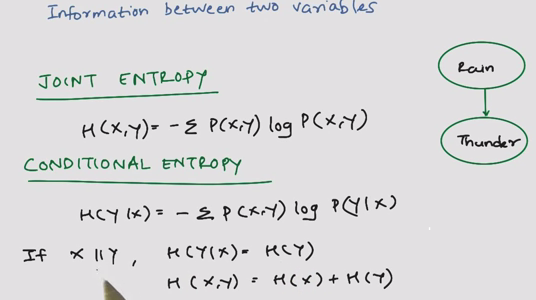 Information between two variables
JOINT ENTROPY
H(X,Y) = - Σ P(X,Y) log P(X,Y)
CONDITIONAL ENTROPY
H(Y|X) = - Σ P(X,Y) log P(Y|X)
If X ⫫ Y, H(Y|X) = H(Y)
H(X,Y) = H(X) + H(Y)
Rain
Thunder